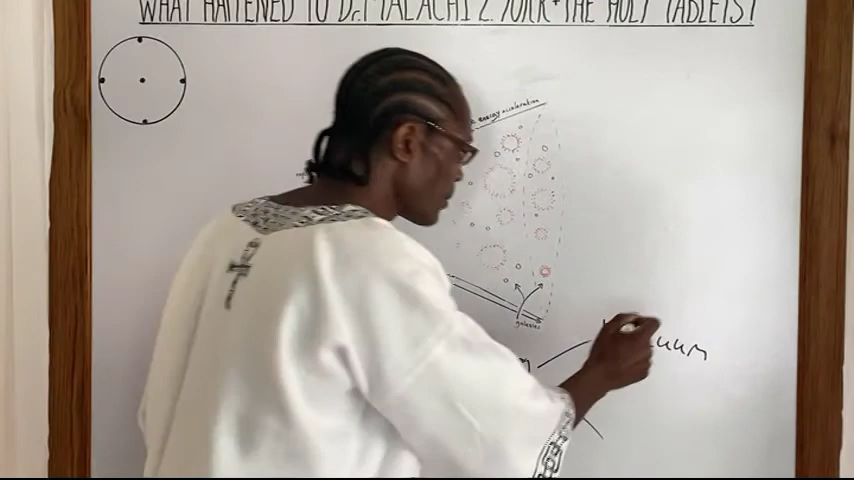 WHAT HAPPENED TO Dr. MALACHI Z. YORK + THE HOLY TABLETS?
energy acceleration
galaxies